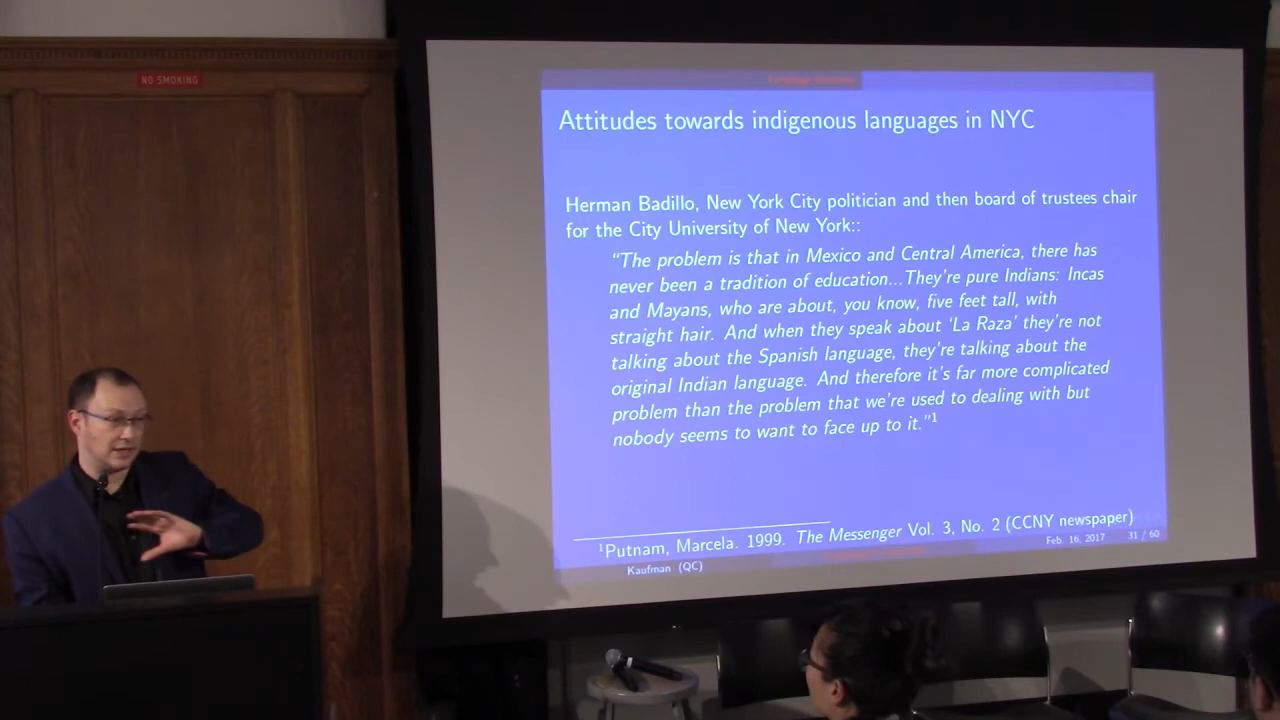 NO SMOKING
Attitudes towards indigenous languages in NYC
Herman Badillo, New York City politician and then board of trustees chair
for the City University of New York::
“The problem is that in Mexico and Central America, there has
never been a tradition of education...They're pure Indians: Incas
and Mayans, who are about, you know, five feet tall, with
straight hair. And when they speak about ‘La Raza’ they're not
talking about the Spanish language, they're talking about the
original Indian language. And therefore it's far more complicated
problem than the problem that we're used to dealing with but
nobody seems to want to face up to it.”1
1Putnam, Marcela. 1999. The Messenger Vol. 3, No. 2 (CCNY newspaper)
Kaufman (QC)
Feb. 16, 2017 31 / 60